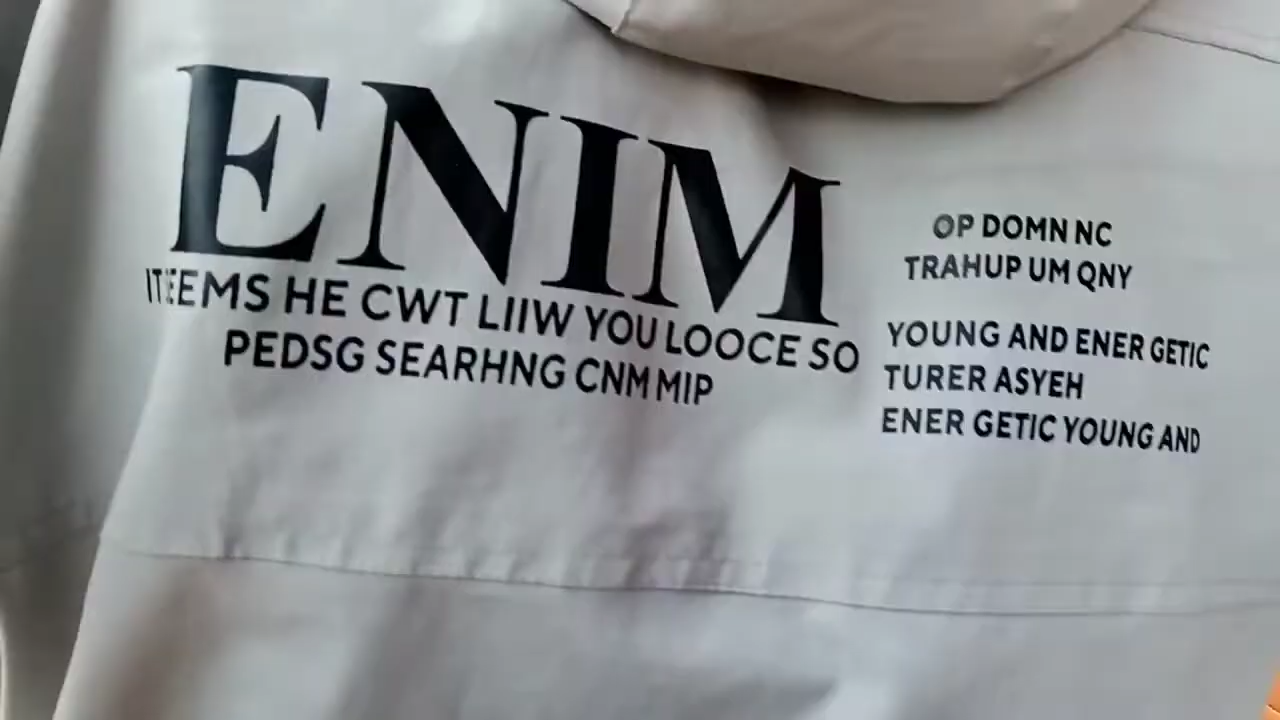 ENIM
ITEEMS HE CWT LIIW YOU LOOCE SO
PEDSG SEARHNG CNM MIP
OP DOMN NC
TRAHUP UM QNY
YOUNG AND ENER GETIC
TURER ASYEH
ENER GETIC YOUNG AND